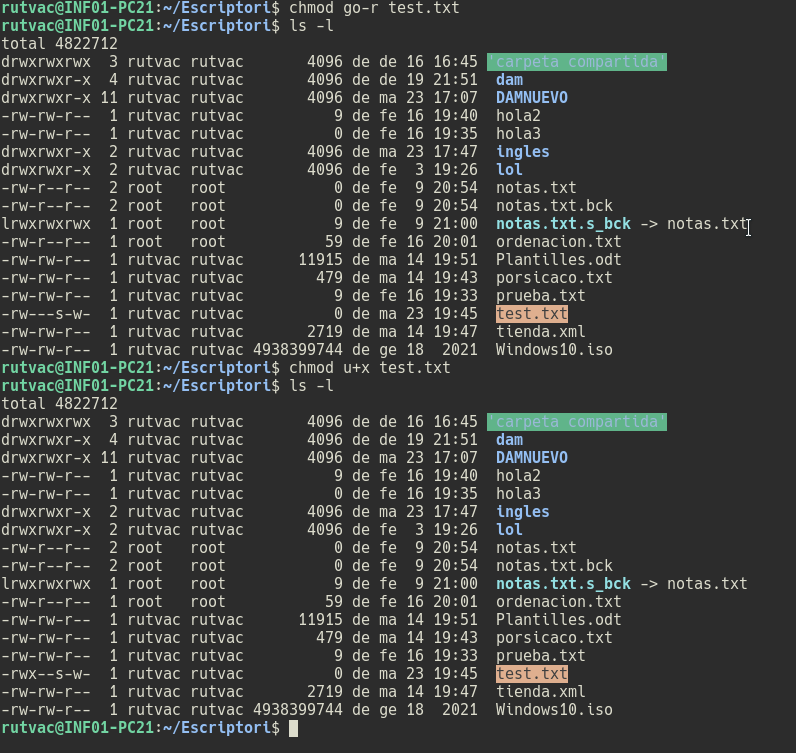 rutvac@INF01-PC21:~/Escriptori$ chmod go-r test.txt
rutvac@INF01-PC21:~/Escriptori$ ls -l
total 4822712
drwxrwxrwx  3 rutvac rutvac       4096 de de 16 16:45 'carpeta compartida'
drwxrwxr-x  4 rutvac rutvac       4096 de de 19 21:51  dam
drwxrwxr-x 11 rutvac rutvac       4096 de ma 23 17:07  DAMNUEVO
-rw-rw-r--  1 rutvac rutvac          9 de fe 16 19:40  hola2
-rw-rw-r--  1 rutvac rutvac          0 de fe 16 19:35  hola3
drwxrwxr-x  2 rutvac rutvac       4096 de ma 23 17:47  ingles
drwxrwxr-x  2 rutvac rutvac       4096 de fe  3 19:26  lol
-rw-r--r--  2 root   root            0 de fe  9 20:54  notas.txt
-rw-r--r--  2 root   root            0 de fe  9 20:54  notas.txt.bck
lrwxrwxrwx  1 root   root            9 de fe  9 21:00  notas.txt.s_bck -> notas.txt
-rw-r--r--  1 root   root           59 de fe 16 20:01  ordenacion.txt
-rw-rw-r--  1 rutvac rutvac      11915 de ma 14 19:51  Plantilles.odt
-rw-rw-r--  1 rutvac rutvac        479 de ma 14 19:43  porsicaco.txt
-rw-rw-r--  1 rutvac rutvac          9 de fe 16 19:33  prueba.txt
-rw---s-w-  1 rutvac rutvac          0 de ma 23 19:45  test.txt
-rw-rw-r--  1 rutvac rutvac       2719 de ma 14 19:47  tienda.xml
-rw-rw-r--  1 rutvac rutvac 4938399744 de ge 18  2021  Windows10.iso
rutvac@INF01-PC21:~/Escriptori$ chmod u+x test.txt
rutvac@INF01-PC21:~/Escriptori$ ls -l
total 4822712
drwxrwxrwx  3 rutvac rutvac       4096 de de 16 16:45 'carpeta compartida'
drwxrwxr-x  4 rutvac rutvac       4096 de de 19 21:51  dam
drwxrwxr-x 11 rutvac rutvac       4096 de ma 23 17:07  DAMNUEVO
-rw-rw-r--  1 rutvac rutvac          9 de fe 16 19:40  hola2
-rw-rw-r--  1 rutvac rutvac          0 de fe 16 19:35  hola3
drwxrwxr-x  2 rutvac rutvac       4096 de ma 23 17:47  ingles
drwxrwxr-x  2 rutvac rutvac       4096 de fe  3 19:26  lol
-rw-r--r--  2 root   root            0 de fe  9 20:54  notas.txt
-rw-r--r--  2 root   root            0 de fe  9 20:54  notas.txt.bck
lrwxrwxrwx  1 root   root            9 de fe  9 21:00  notas.txt.s_bck -> notas.txt
-rw-r--r--  1 root   root           59 de fe 16 20:01  ordenacion.txt
-rw-rw-r--  1 rutvac rutvac      11915 de ma 14 19:51  Plantilles.odt
-rw-rw-r--  1 rutvac rutvac        479 de ma 14 19:43  porsicaco.txt
-rw-rw-r--  1 rutvac rutvac          9 de fe 16 19:33  prueba.txt
-rwx--s-w-  1 rutvac rutvac          0 de ma 23 19:45  test.txt
-rw-rw-r--  1 rutvac rutvac       2719 de ma 14 19:47  tienda.xml
-rw-rw-r--  1 rutvac rutvac 4938399744 de ge 18  2021  Windows10.iso
rutvac@INF01-PC21:~/Escriptori$